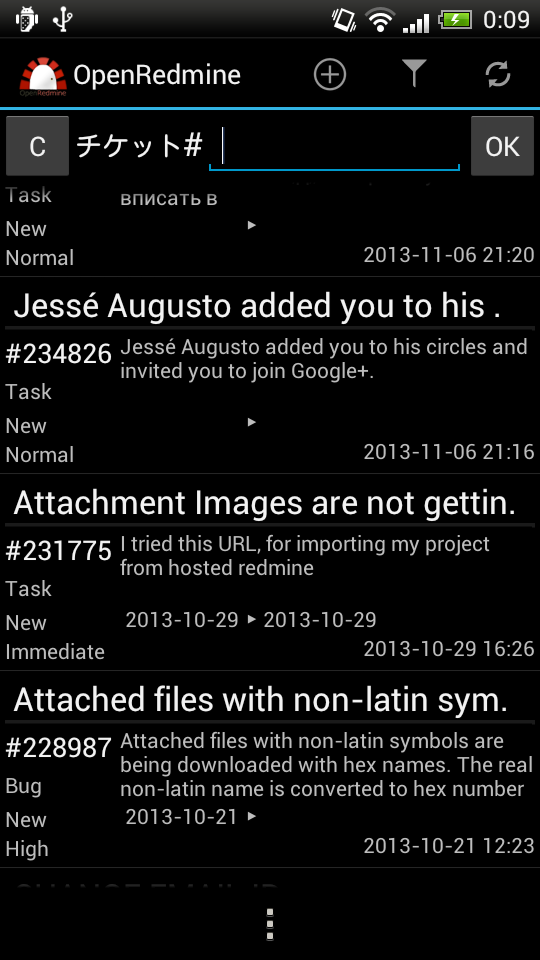 0:09
OpenRedmine
C チケット# OK
Task
вписать в
New
Normal
2013-11-06 21:20
Jessé Augusto added you to his .
#234826
Jessé Augusto added you to his circles and
invited you to join Google+.
Task
New
Normal
2013-11-06 21:16
Attachment Images are not gettin.
#231775
I tried this URL, for importing my project
from hosted redmine
Task
New
2013-10-29 ▸ 2013-10-29
Immediate
2013-10-29 16:26
Attached files with non-latin sym.
#228987
Attached files with non-latin symbols are
being downloaded with hex names. The real
non-latin name is converted to hex number
Bug
New
2013-10-21 ▸
High
2013-10-21 12:23